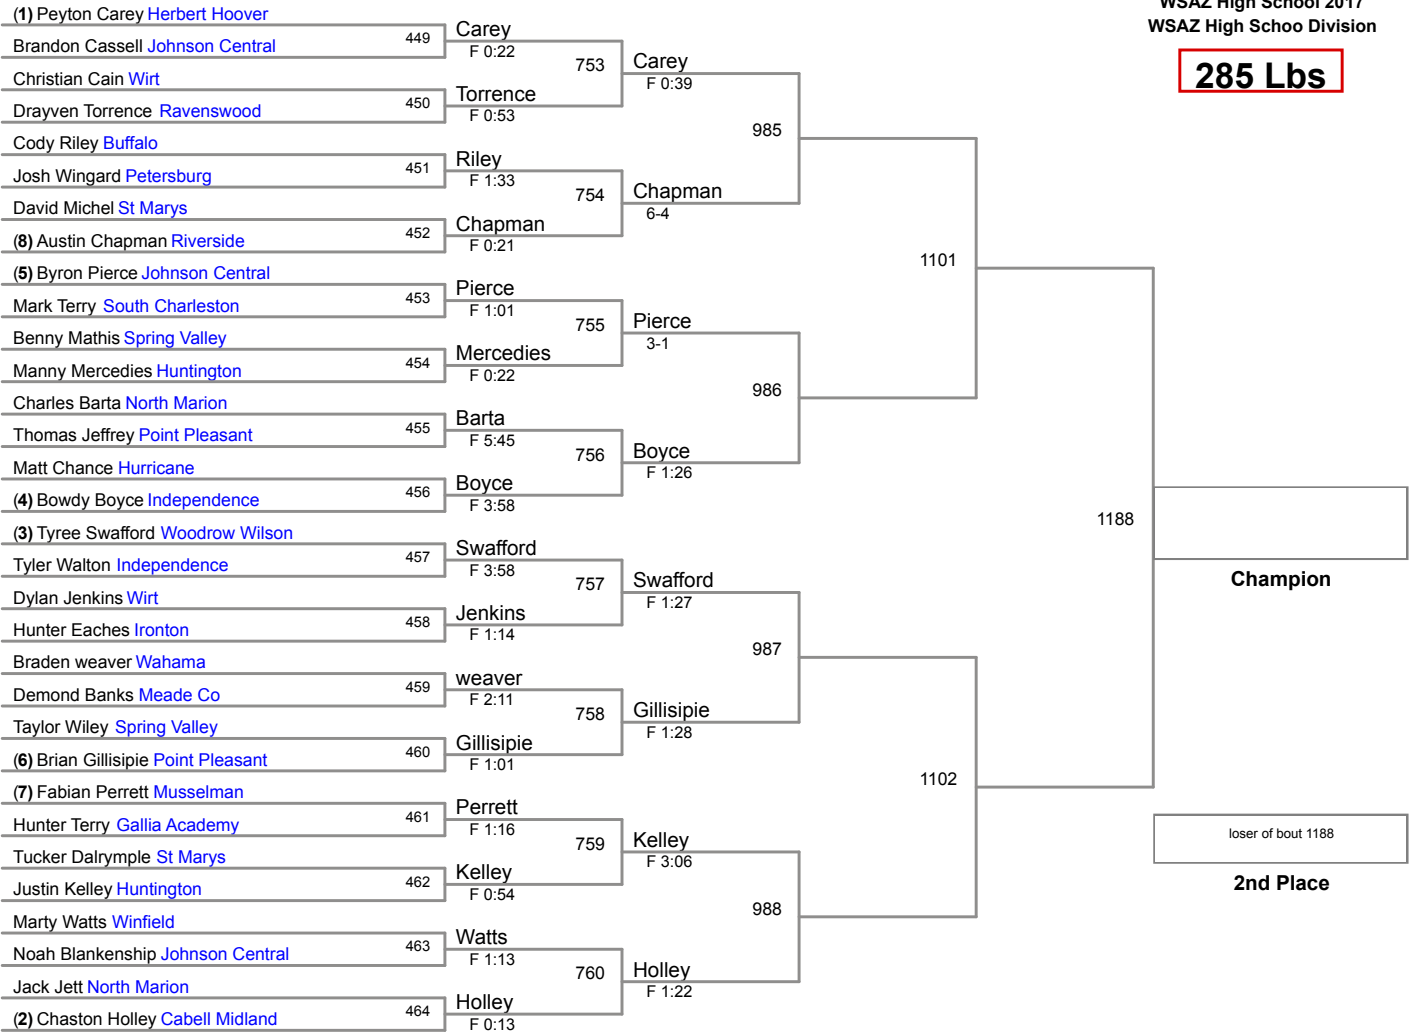 WSAZ High School 2017
WSAZ High Schoo Division
285 Lbs
(1) Peyton Carey Herbert Hoover
Brandon Cassell Johnson Central
Christian Cain Wirt
Drayven Torrence Ravenswood
Cody Riley Buffalo
Josh Wingard Petersburg
David Michel St Marys
(8) Austin Chapman Riverside
(5) Byron Pierce Johnson Central
Mark Terry South Charleston
Benny Mathis Spring Valley
Manny Mercedies Huntington
Charles Barta North Marion
Thomas Jeffrey Point Pleasant
Matt Chance Hurricane
(4) Bowdy Boyce Independence
(3) Tyree Swafford Woodrow Wilson
Tyler Walton Independence
Dylan Jenkins Wirt
Hunter Eaches Ironton
Braden weaver Wahama
Demond Banks Meade Co
Taylor Wiley Spring Valley
(6) Brian Gillisipie Point Pleasant
(7) Fabian Perrett Musselman
Hunter Terry Gallia Academy
Tucker Dalrymple St Marys
Justin Kelley Huntington
Marty Watts Winfield
Noah Blankenship Johnson Central
Jack Jett North Marion
(2) Chaston Holley Cabell Midland
449
450
451
452
453
454
455
456
457
458
459
460
461
462
463
464
Carey
F 0:22
Torrence
F 0:53
Riley
F 1:33
Chapman
F 0:21
Pierce
F 1:01
Mercedies
F 0:22
Barta
F 5:45
Boyce
F 3:58
Swafford
F 3:58
Jenkins
F 1:14
weaver
F 2:11
Gillisipie
F 1:01
Perrett
F 1:16
Kelley
F 0:54
Watts
F 1:13
Holley
F 0:13
753
754
755
756
757
758
759
760
Carey
F 0:39
Chapman
6-4
Pierce
3-1
Boyce
F 1:26
Swafford
F 1:27
Gillisipie
F 1:28
Kelley
F 3:06
Holley
F 1:22
985
986
987
988
1101
1102
1188
Champion
loser of bout 1188
2nd Place